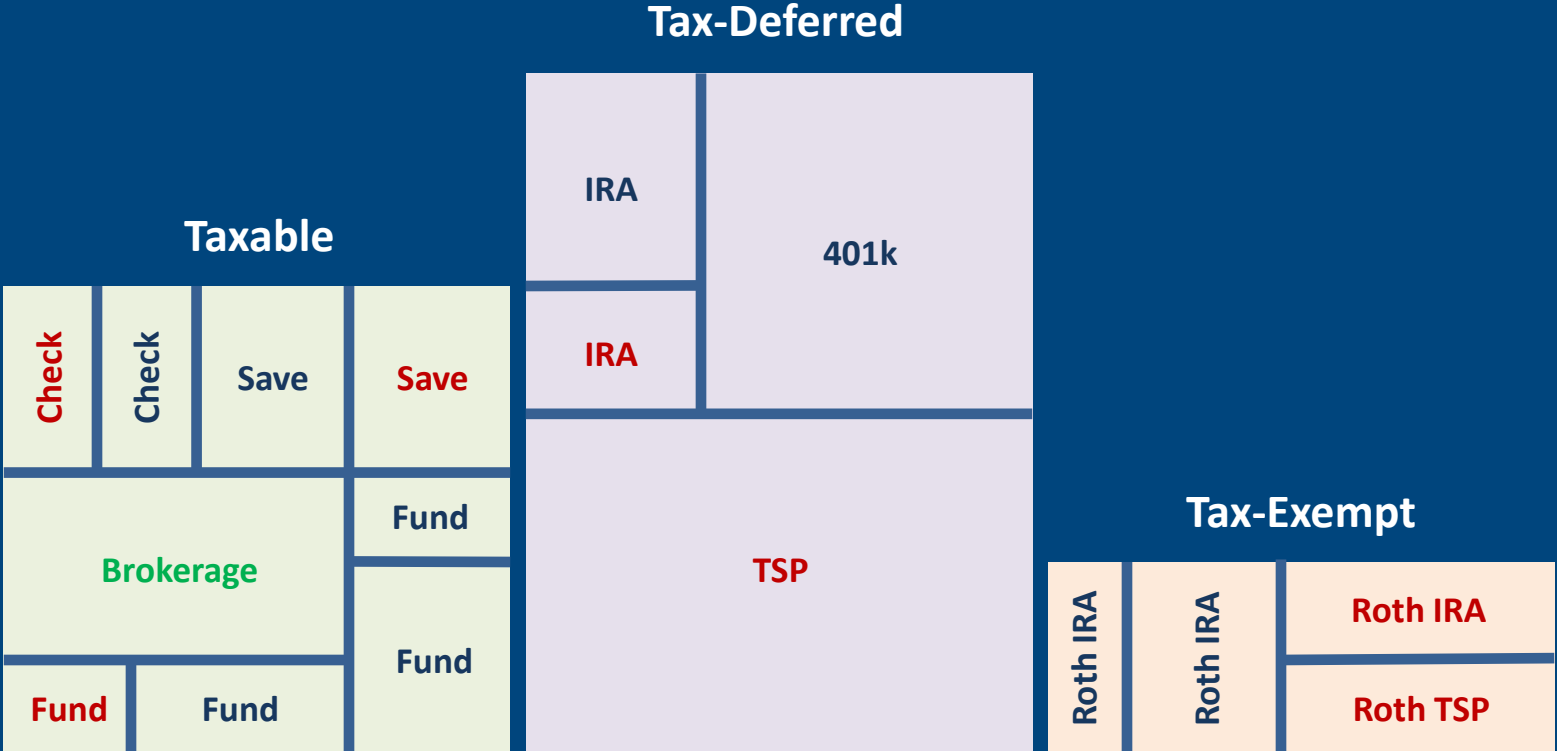 Tax-Deferred
Taxable
Tax-Exempt
Check
Check
Save
Save
Brokerage
Fund
Fund
Fund
Fund
IRA
IRA
401k
TSP
Roth IRA
Roth IRA
Roth IRA
Roth TSP